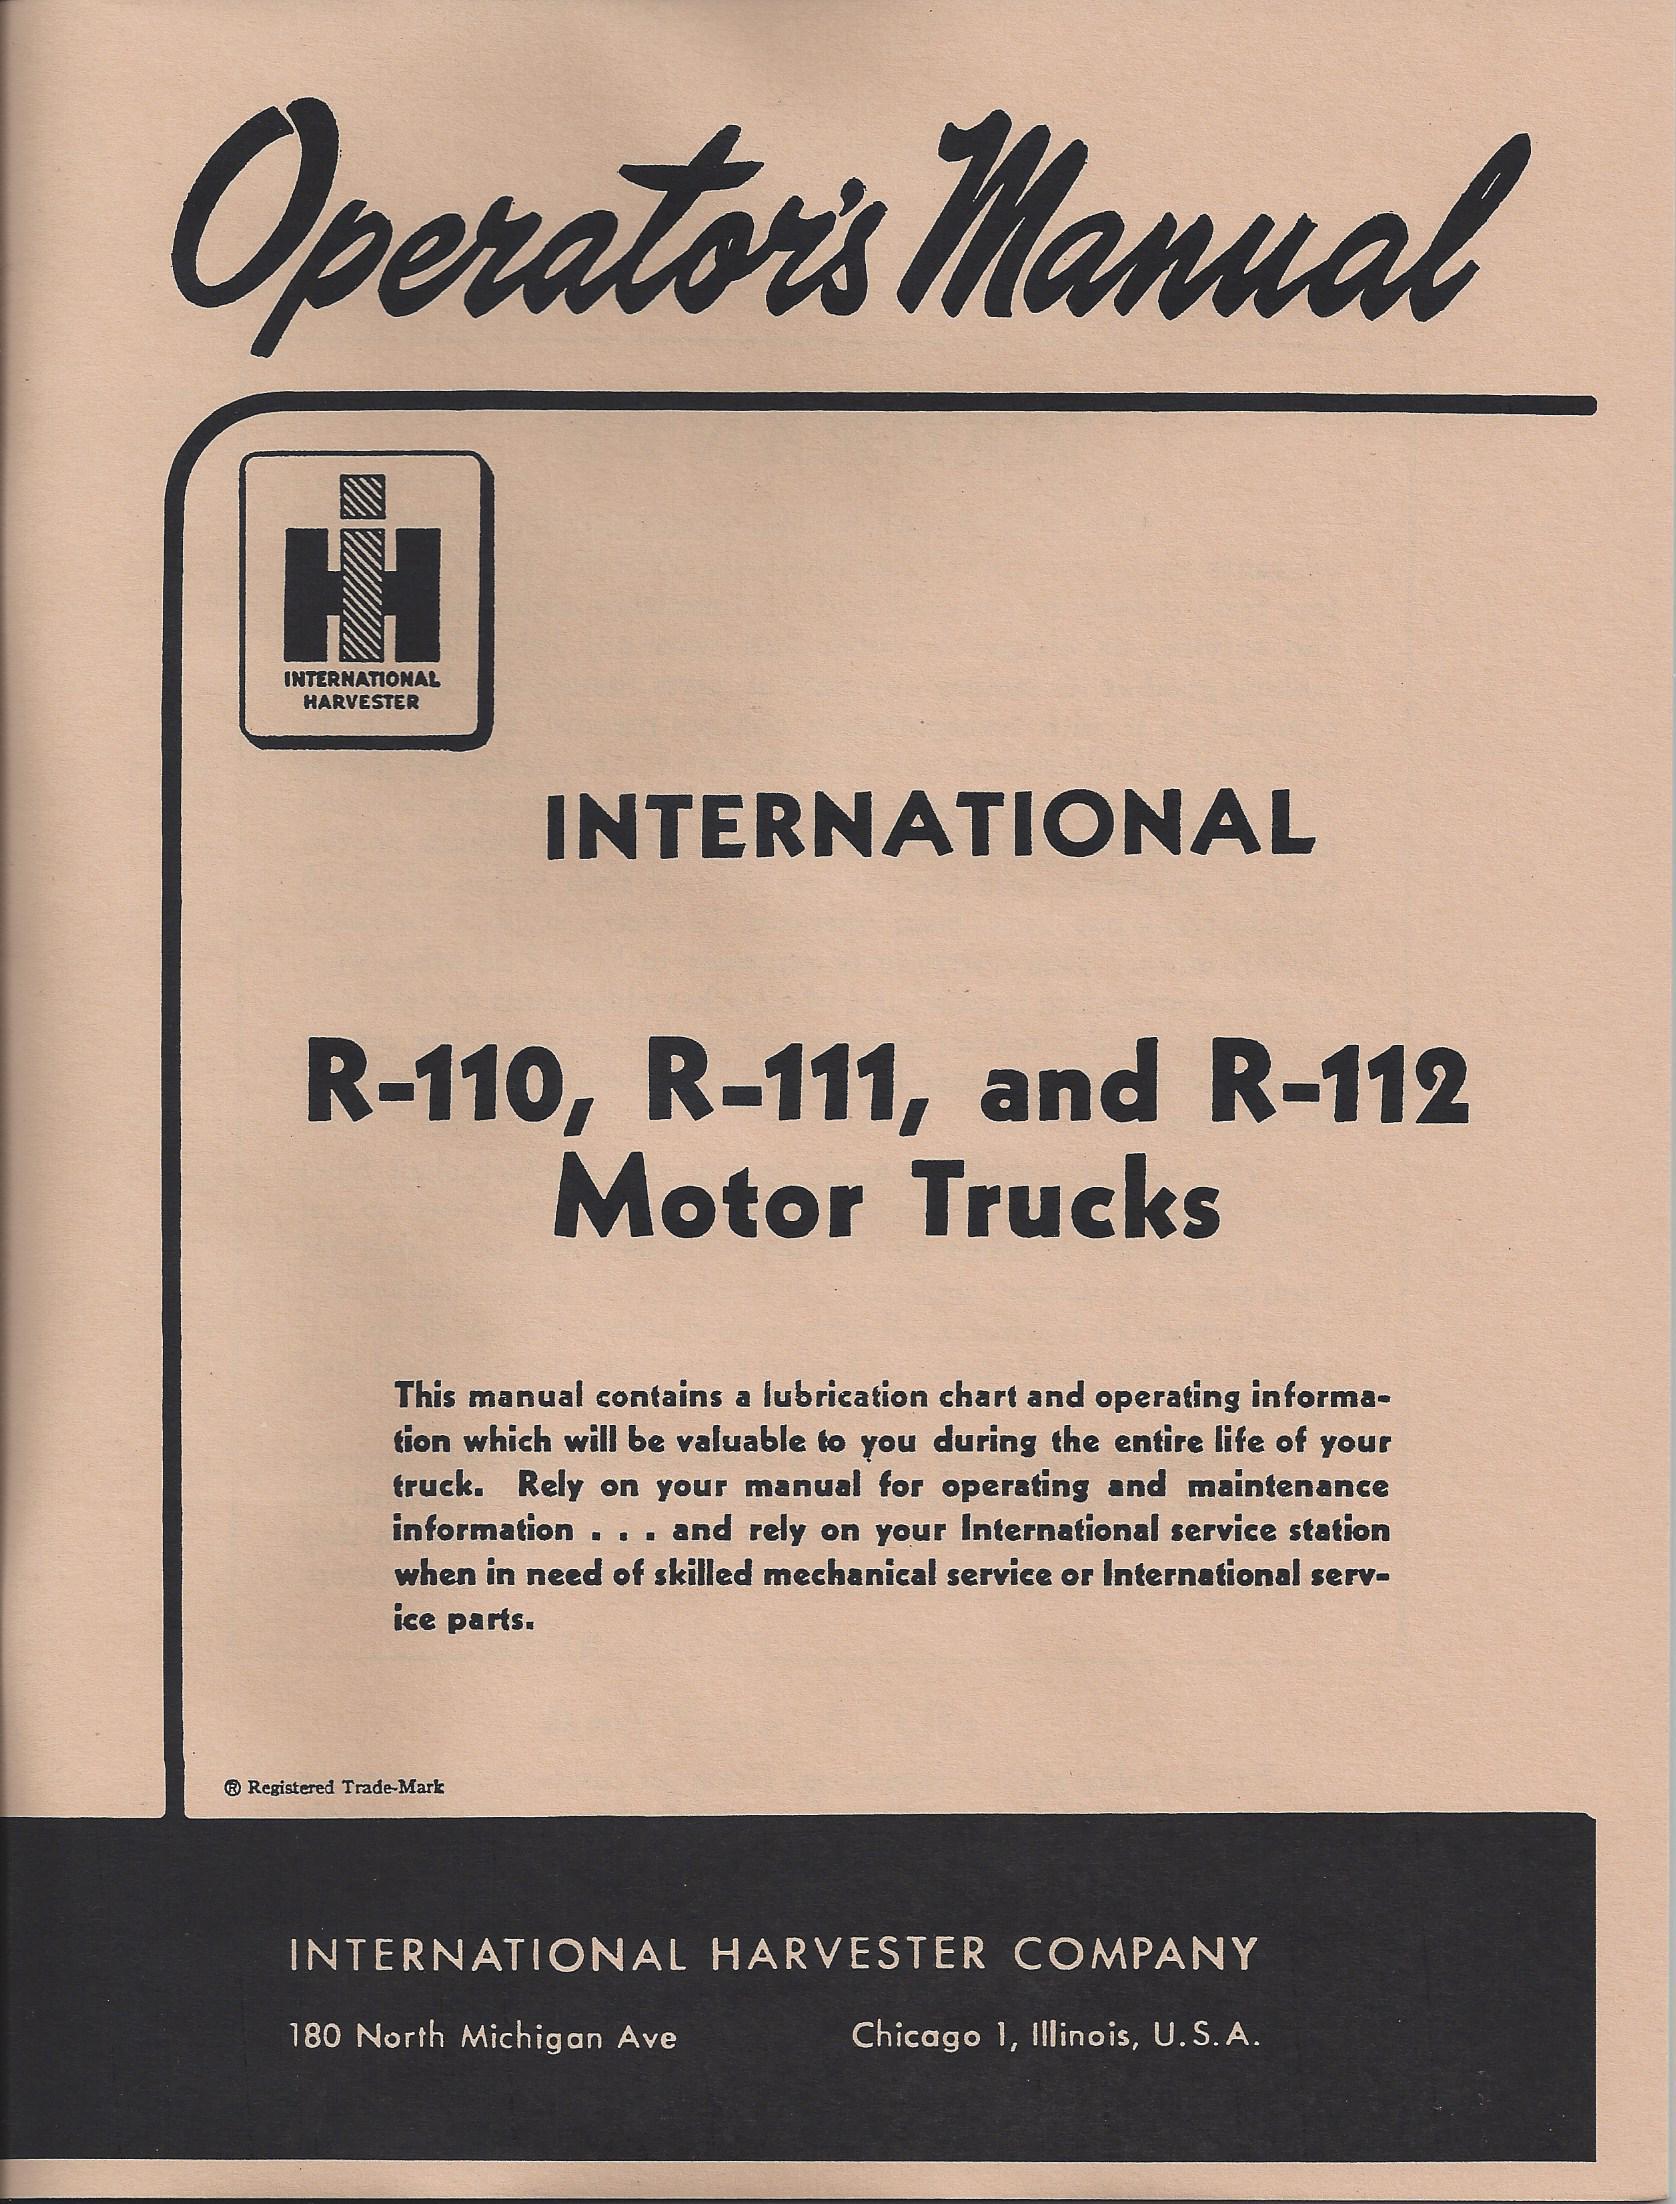 Operator's Manual
IH
INTERNATIONAL
HARVESTER
INTERNATIONAL
R-110, R-111, and R-112
Motor Trucks
This manual contains a lubrication chart and operating informa-
tion which will be valuable to you during the entire life of your
truck. Rely on your manual for operating and maintenance
information . . . and rely on your International service station
when in need of skilled mechanical service or International serv-
ice parts.
® Registered Trade-Mark
INTERNATIONAL HARVESTER COMPANY
180 North Michigan Ave Chicago 1, Illinois, U.S.A.